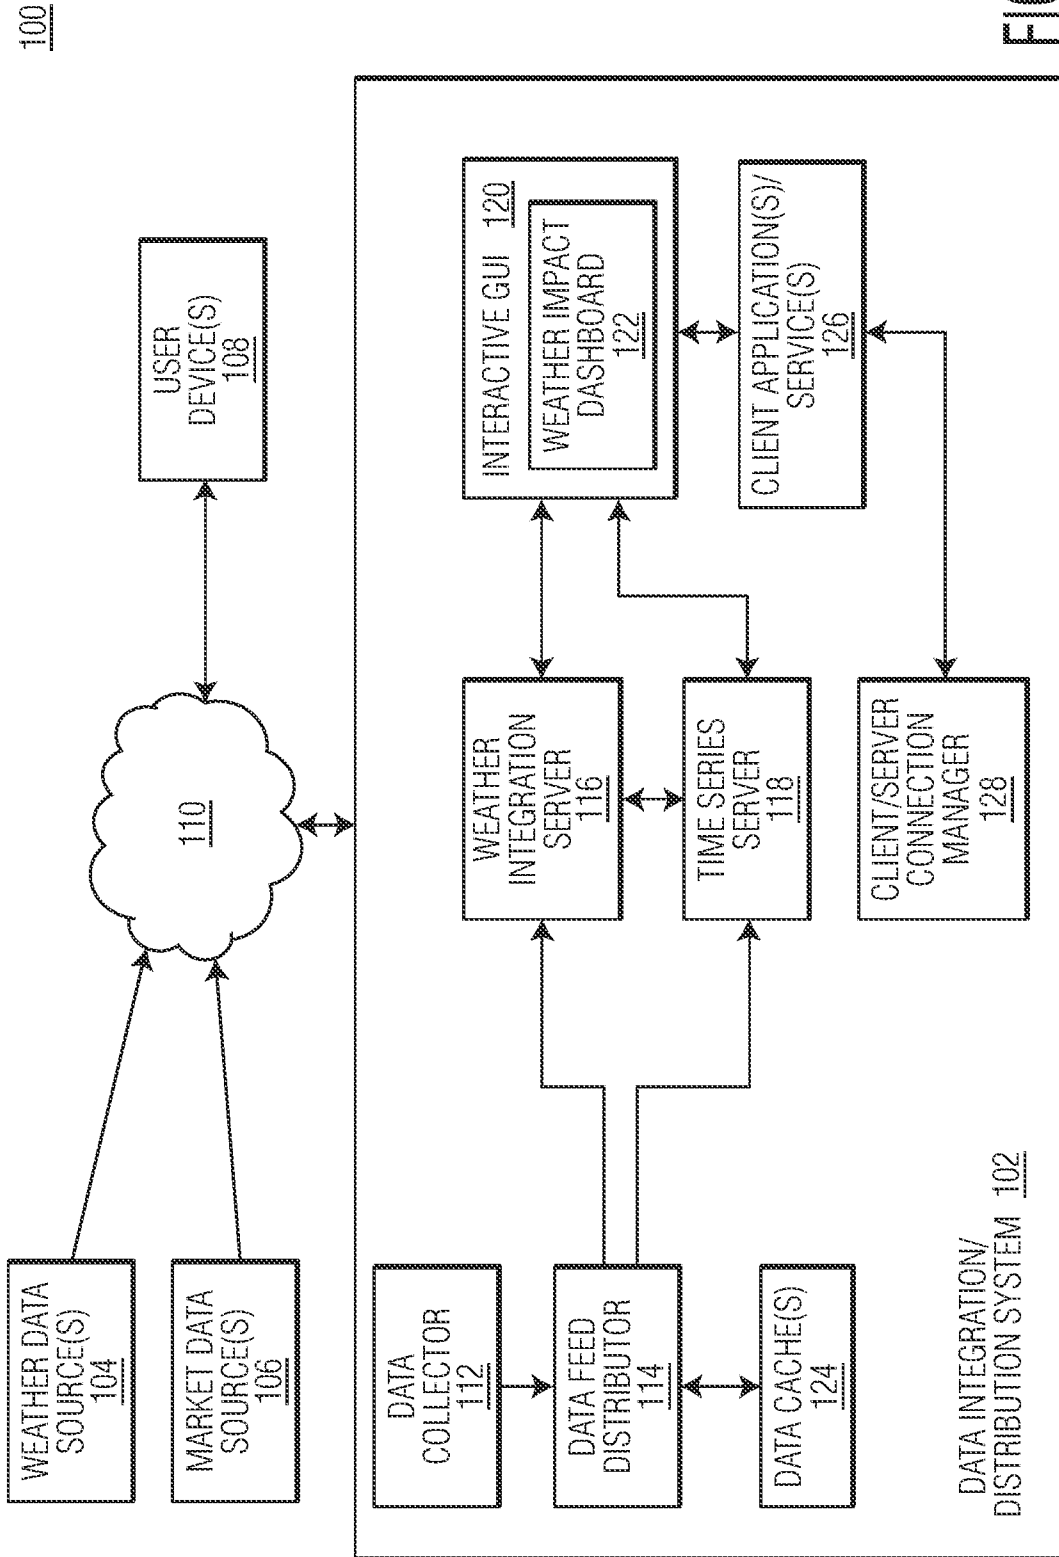 100
WEATHER DATA
SOURCE(S)
104
MARKET DATA
SOURCE(S)
106
110
USER
DEVICE(S)
108
DATA
COLLECTOR
112
DATA FEED
DISTRIBUTOR
114
DATA CACHE(S)
124
WEATHER
INTEGRATION
SERVER
116
TIME SERIES
SERVER
118
CLIENT/SERVER
CONNECTION
MANAGER
128
INTERACTIVE GUI 120
WEATHER IMPACT
DASHBOARD
122
CLIENT APPLICATION(S)/
SERVICE(S)
126
DATA INTEGRATION/
DISTRIBUTION SYSTEM 102